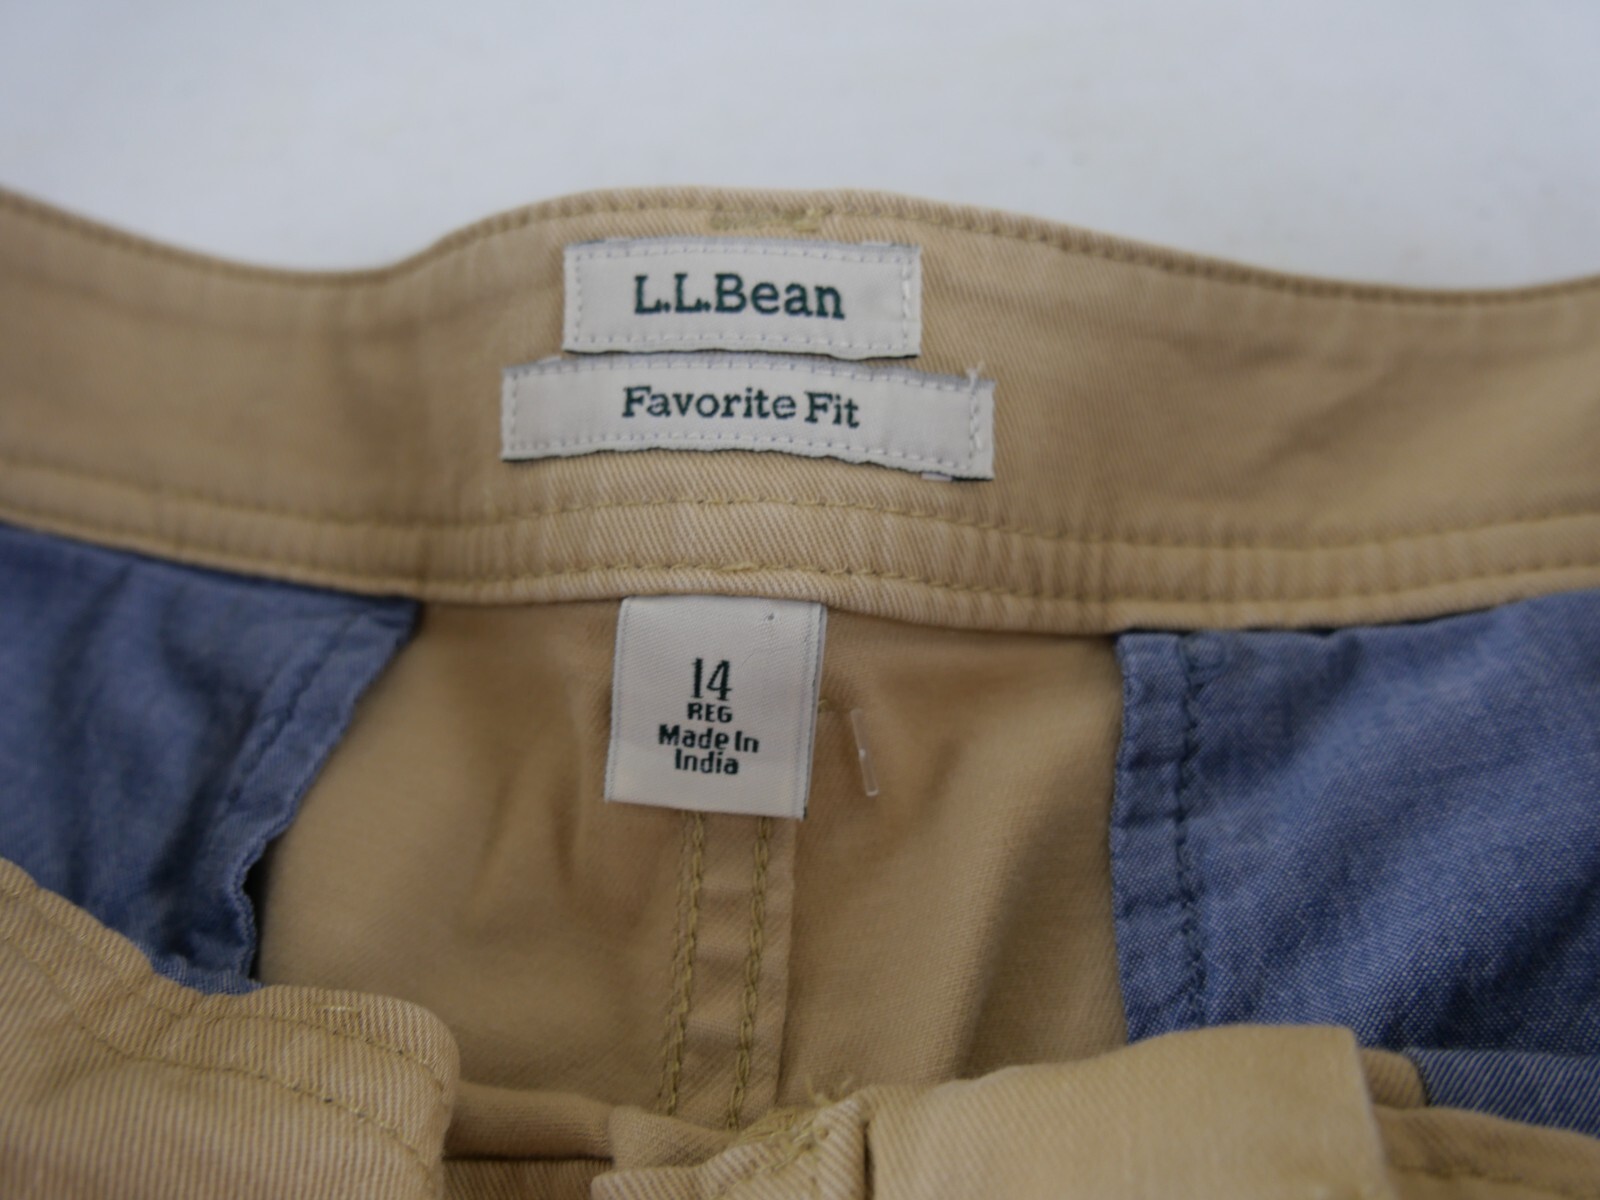 L.L.Bean
Favorite Fit
14
REG
Made In
India